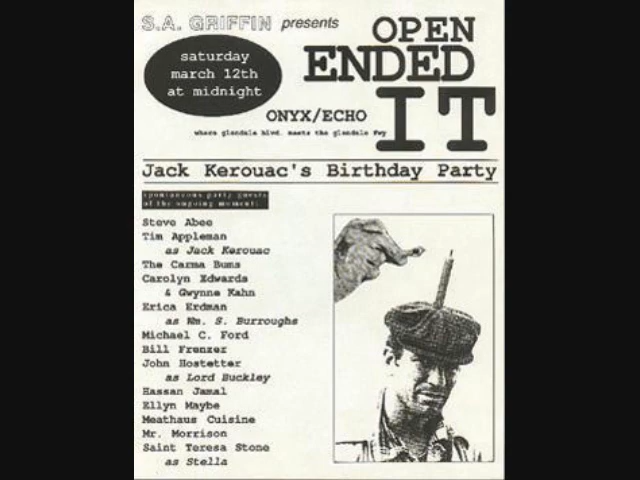 S.A. GRIFFIN presents
OPEN
ENDED
IT
saturday
march 12th
at midnight
ONYX/ECHO
where glendale blvd. meets the glendale fwy
Jack Kerouac's Birthday Party
spontaneous party guests
of the ongoing moment:
Steve Abee
Tim Appleman
as Jack Kerouac
The Carma Bums
Carolyn Edwards
& Gwynne Kahn
Erica Erdman
as Wm. S. Burroughs
Michael C. Ford
Bill Frenzer
John Hostetter
as Lord Buckley
Hassan Jamal
Ellyn Maybe
Meathaus Cuisine
Mr. Morrison
Saint Teresa Stone
as Stella